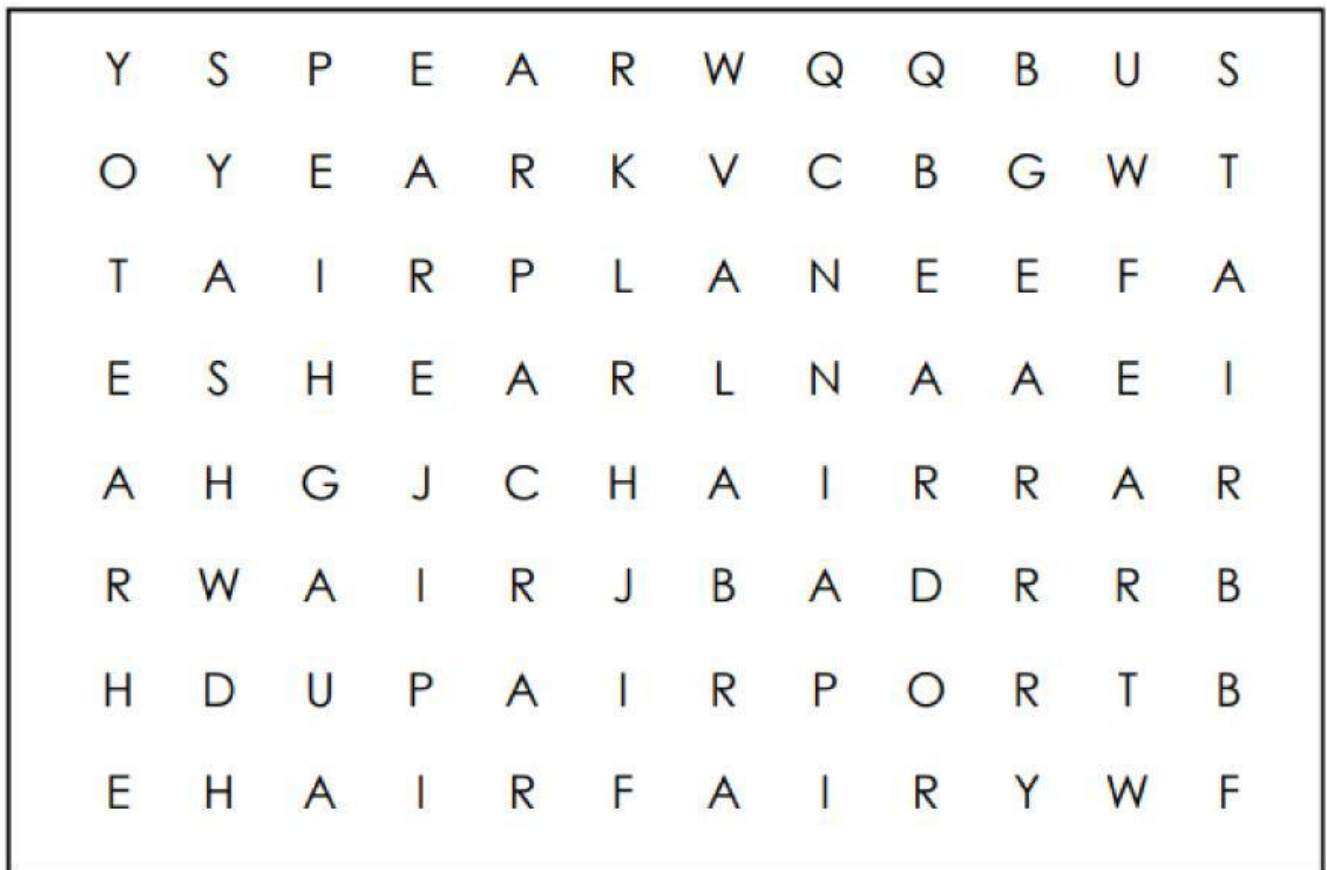 Y S P E A R W Q Q B U S
O Y E A R K V C B G W T
T A I R P L A N E E F A
E S H E A R L N A A E I
A H G J C H A I R R A R
R W A I R J B A D R R B
H D U P A I R P O R T B
E H A I R F A I R Y W F